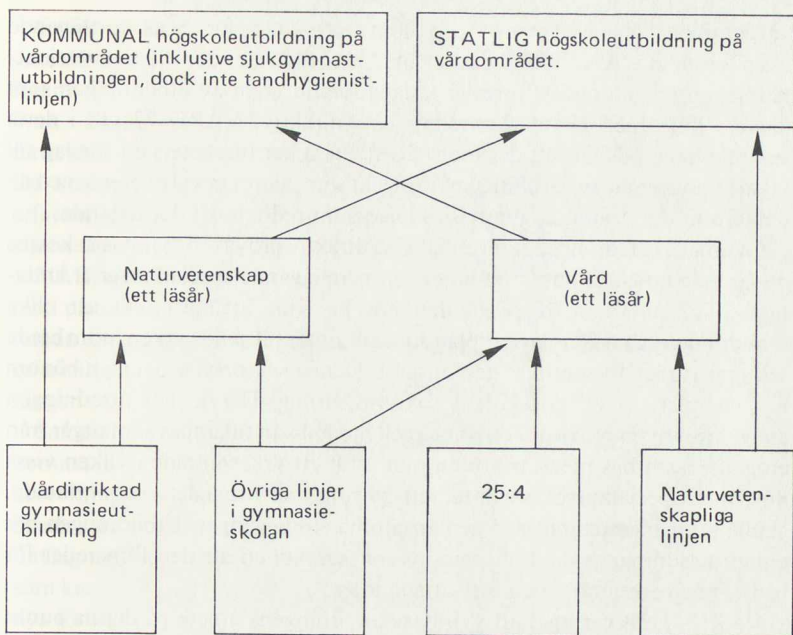 KOMMUNAL högskoleutbildning på
vårdområdet (inklusive sjukgymnast-
utbildningen, dock inte tandhygienist-
linjen)
STATLIG högskoleutbildning på
vårdområdet.
Naturvetenskap
(ett läsår)
Vård
(ett läsår)
Vårdinriktad
gymnasieut-
bildning
Övriga linjer
i gymnasie-
skolan
25:4
Naturveten-
skapliga
linjen